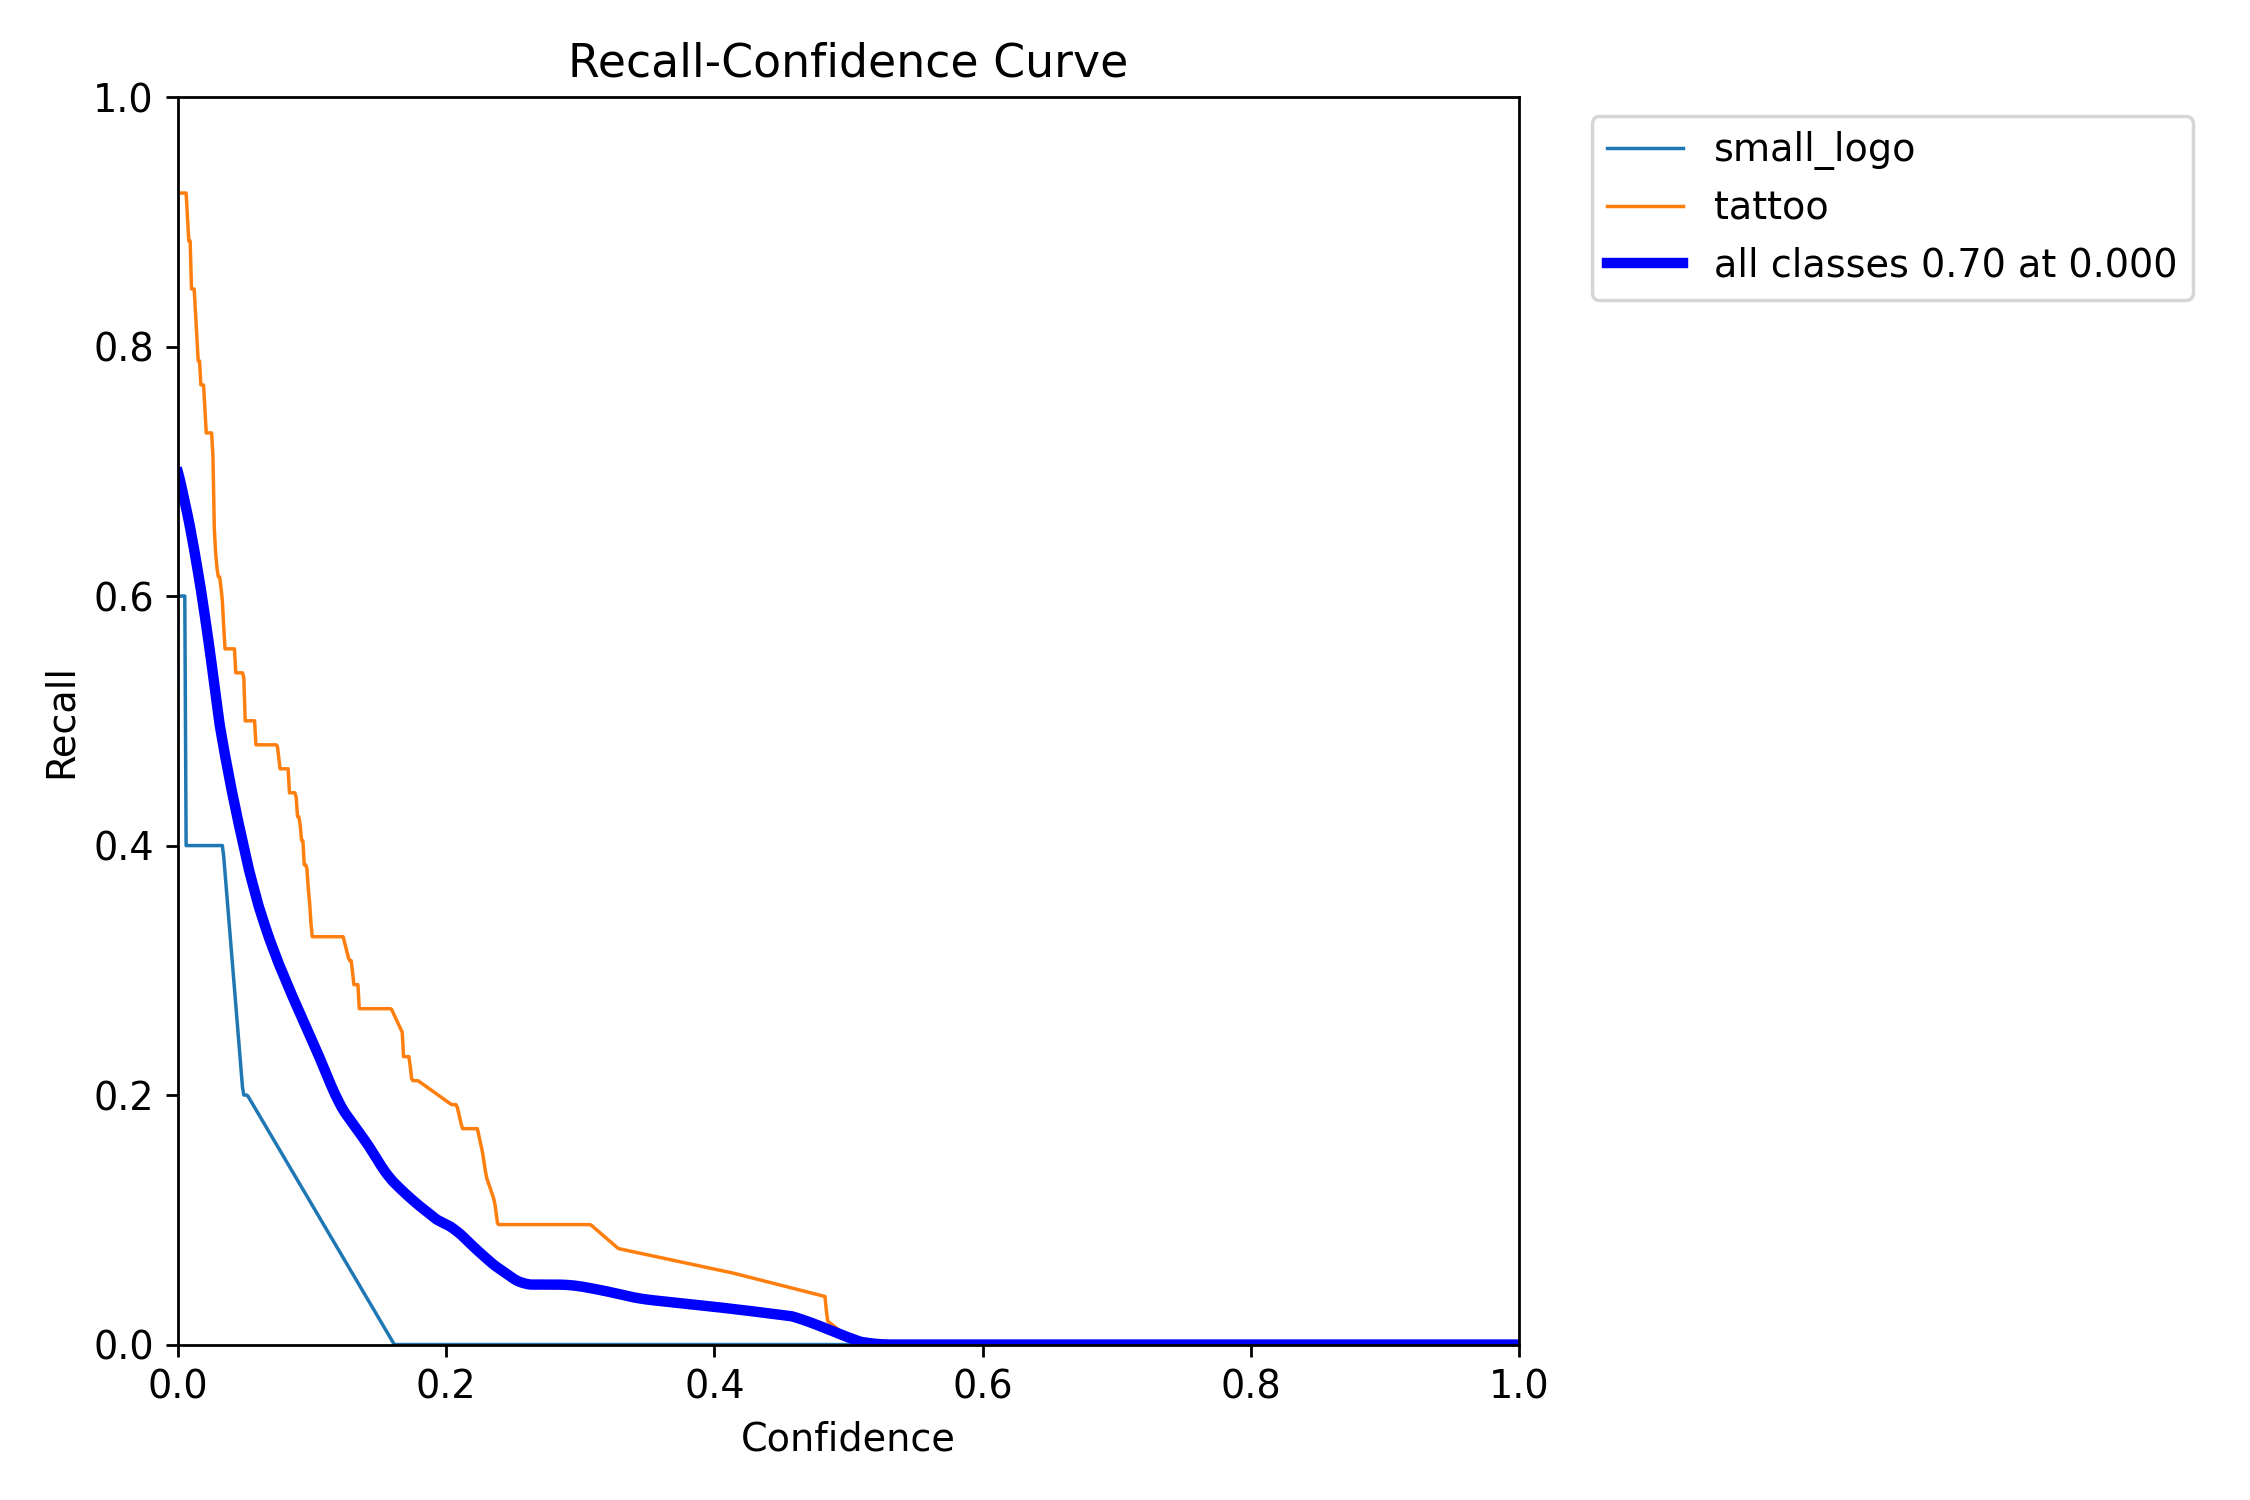 Recall-Confidence Curve
1.0
0.8
0.6
0.4
0.2
0.0
Recall
0.0 0.2 0.4 0.6 0.8 1.0
Confidence
small_logo
tattoo
all classes 0.70 at 0.000